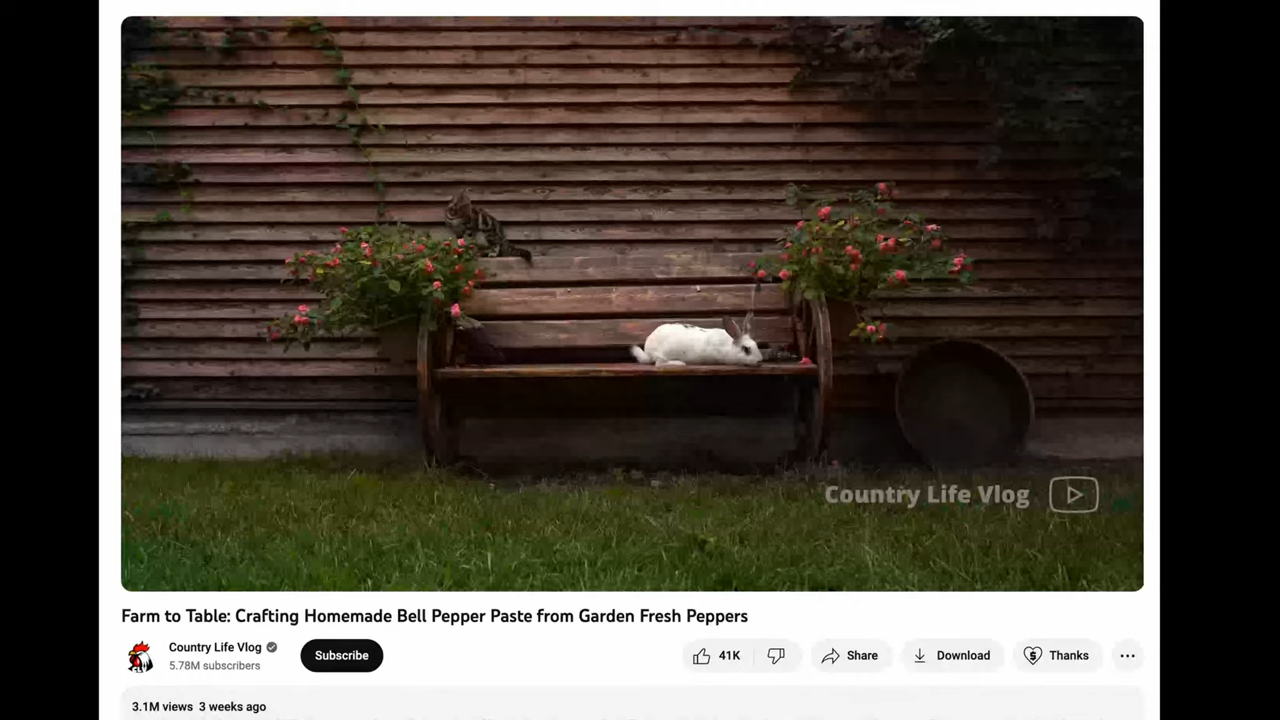 Country Life Vlog
Farm to Table: Crafting Homemade Bell Pepper Paste from Garden Fresh Peppers
Country Life Vlog
5.78M subscribers
Subscribe
41K
Share
Download
Thanks
3.1M views 3 weeks ago